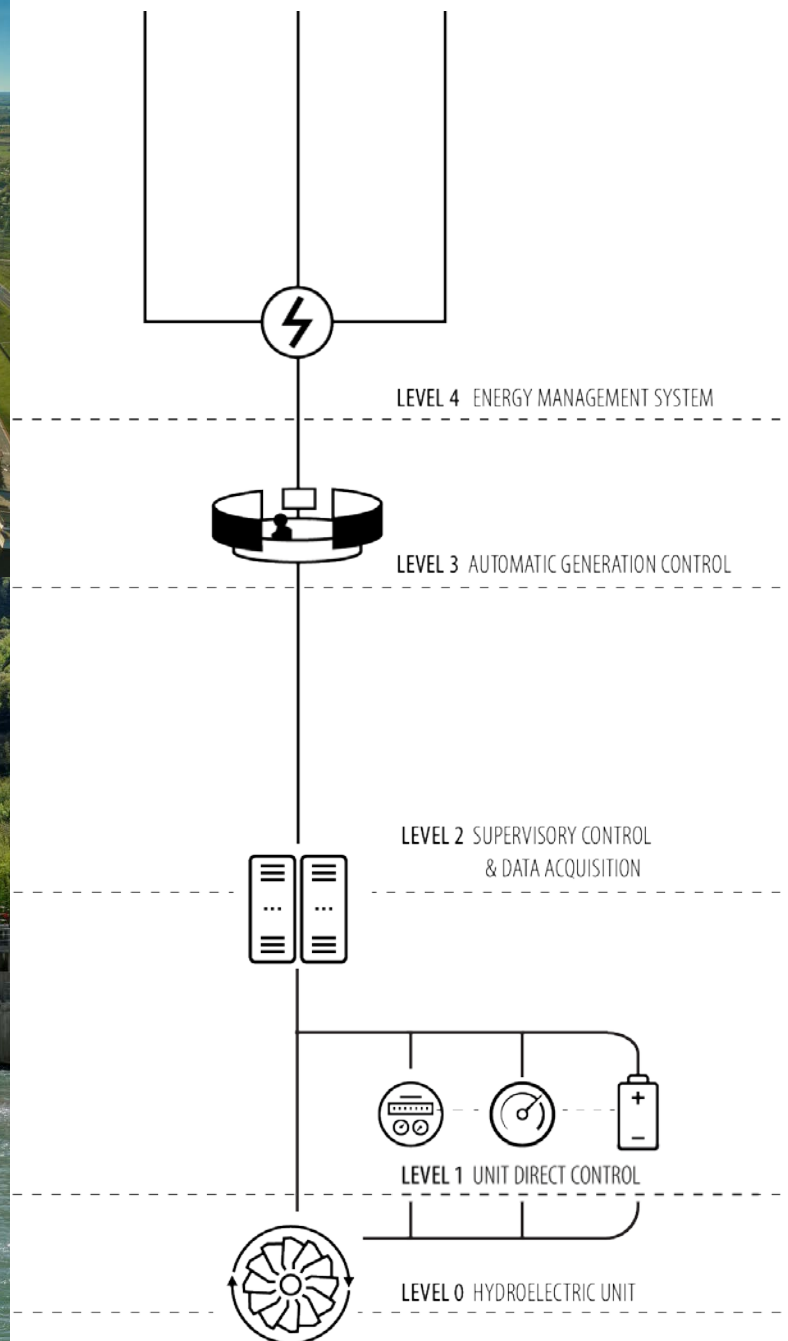 LEVEL 4 ENERGY MANAGEMENT SYSTEM
LEVEL 3 AUTOMATIC GENERATION CONTROL
LEVEL 2 SUPERVISORY CONTROL
& DATA ACQUISITION
LEVEL 1 UNIT DIRECT CONTROL
LEVEL 0 HYDROELECTRIC UNIT